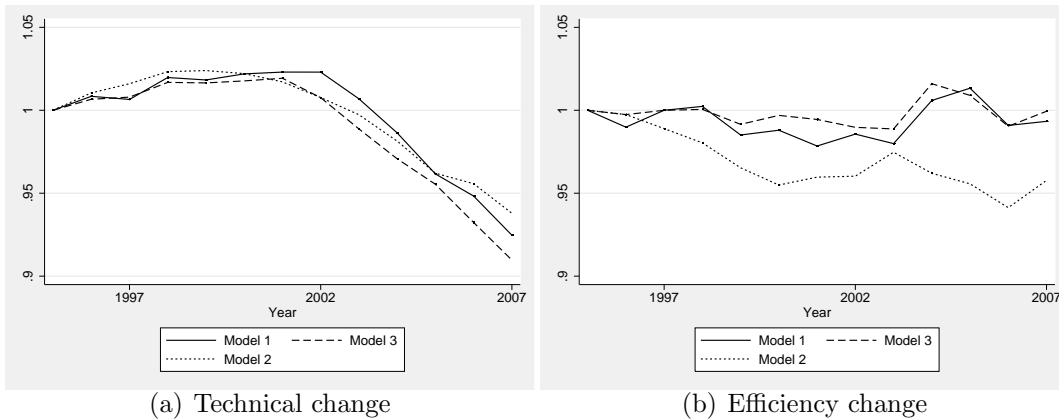 1.05
1
.95
.9
1997 2002 2007
Year
Model 1 Model 3
Model 2
(a) Technical change
1.05
1
.95
.9
1997 2002 2007
Year
Model 1 Model 3
Model 2
(b) Efficiency change